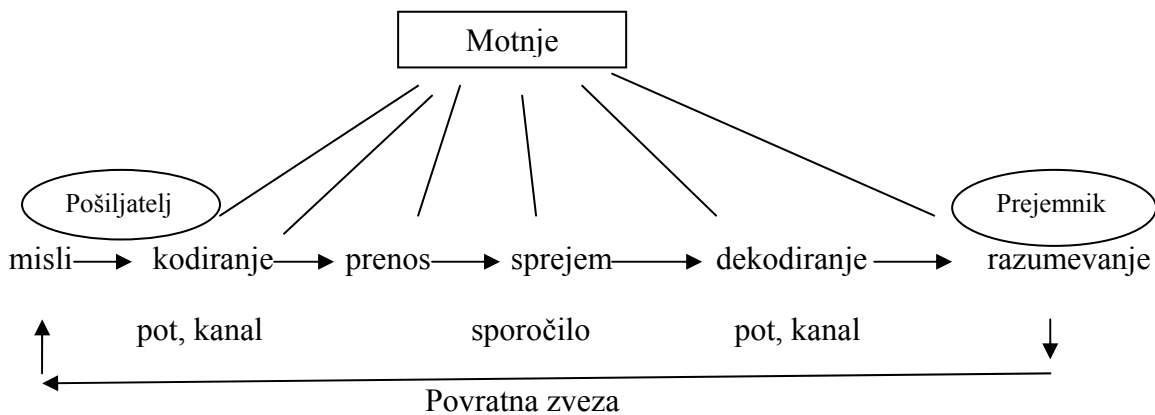 Motnje
Pošiljatelj
Prejemnik
misli kodiranje prenos sprejem dekodiranje razumevanje
pot, kanal sporočilo pot, kanal
Povratna zveza